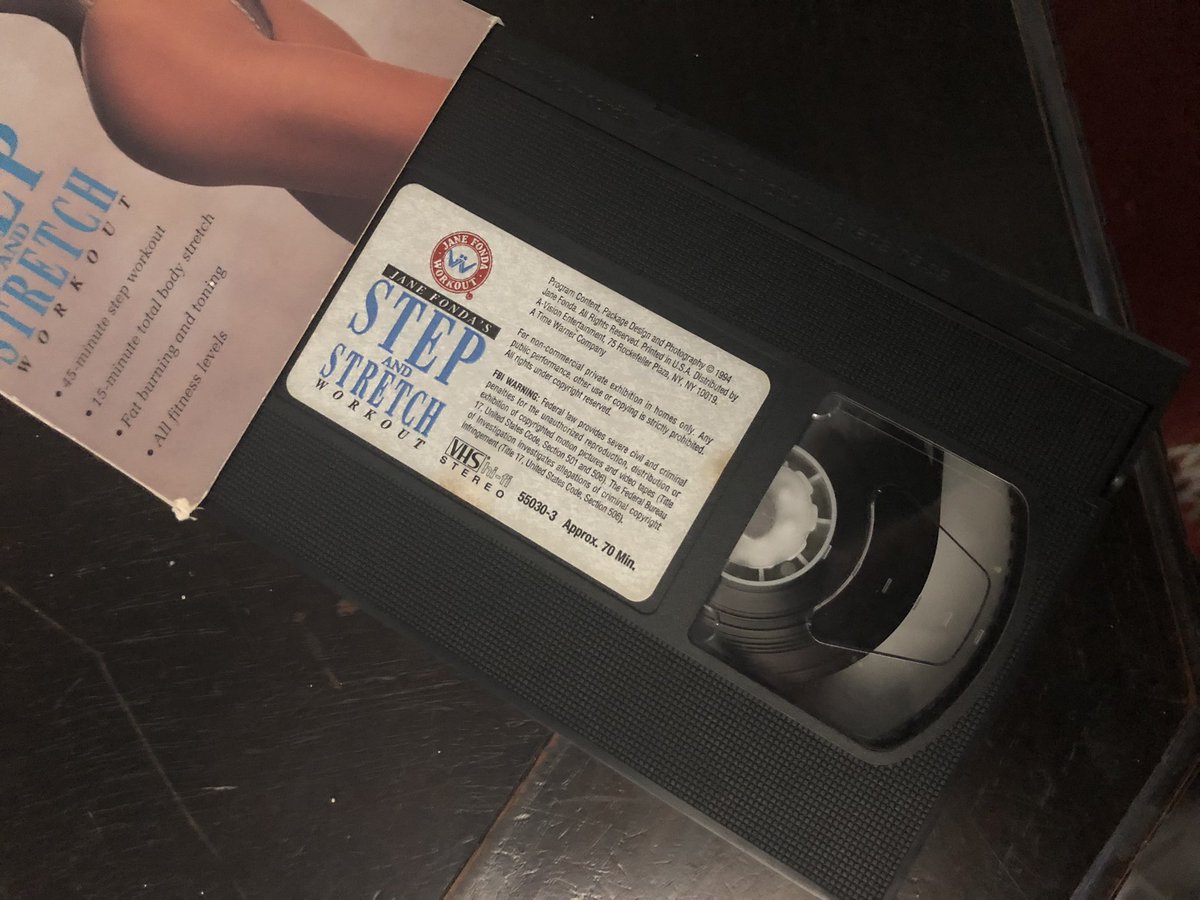 EP
AND
STRETCH
WORKOUT
• 45-minute step workout
• 15-minute total body stretch
• Fat burning and toning
• All fitness levels
JANE FONDA
WORKOUT
®
JANE FONDA'S
STEP
AND
STRETCH
WORKOUT
VHS hi-fi
STEREO
Program Content, Package Design and Photography © 1994
Jane Fonda. All Rights Reserved. Printed in U.S.A. Distributed by
A-Vision Entertainment, 75 Rockefeller Plaza, NY, NY 10019,
A Time Warner Company
For non-commercial private exhibition in homes only. Any
public performance, other use or copying is strictly prohibited.
All rights under copyright reserved.
FBI WARNING: Federal law provides severe civil and criminal
penalties for the unauthorized reproduction, distribution or
exhibition of copyrighted motion pictures and video tapes (Title
17, United States Code, Section 501 and 506). The Federal Bureau
of Investigation investigates allegations of criminal copyright
infringement (Title 17, United States Code, Section 506).
55030-3 Approx. 70 Min.